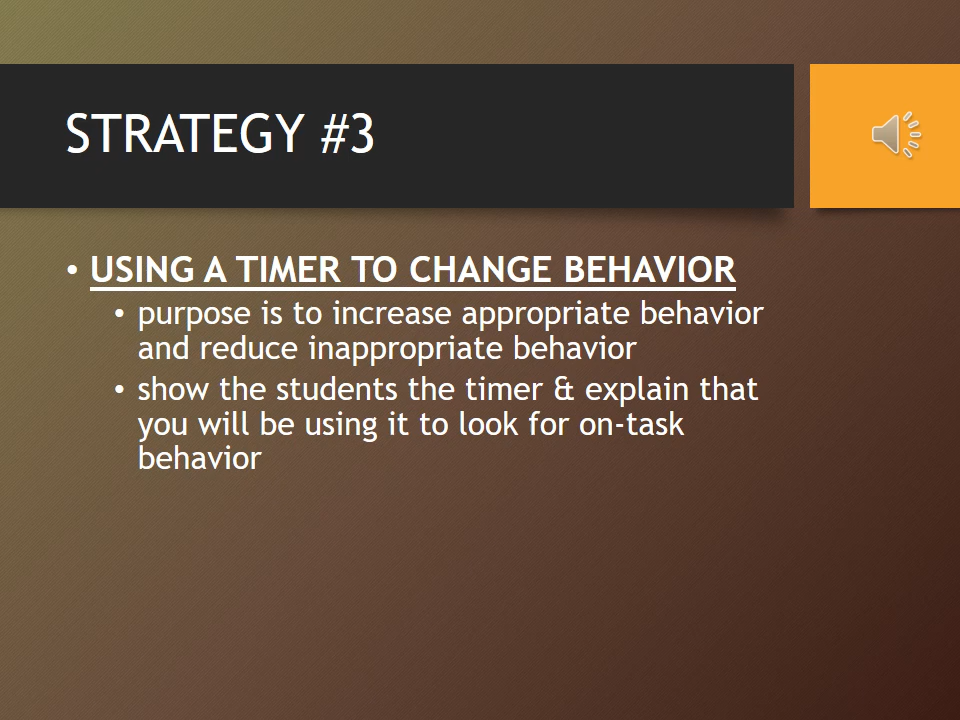 STRATEGY #3
• USING A TIMER TO CHANGE BEHAVIOR
• purpose is to increase appropriate behavior
and reduce inappropriate behavior
• show the students the timer & explain that
you will be using it to look for on-task
behavior